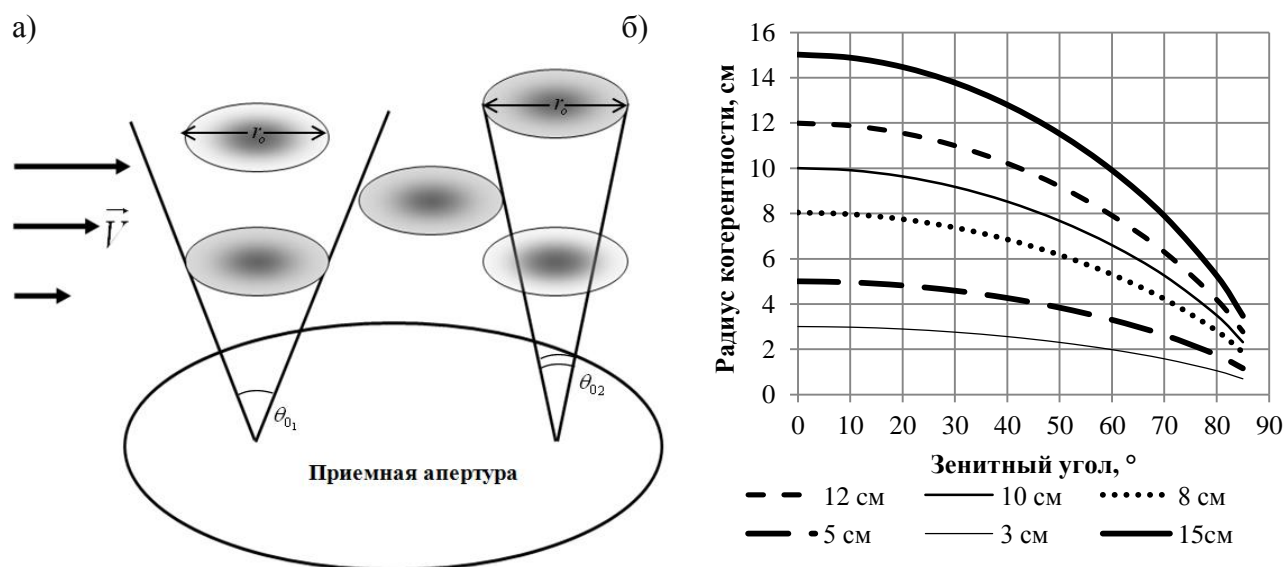 а)
r₀
r₀
V
θ₀₁
θ₀₂
Приемная апертура
б)
Радиус когерентности, см
16
14
12
10
8
6
4
2
0
0 10 20 30 40 50 60 70 80 90
Зенитный угол, °
12 см 10 см 8 см
5 см 3 см 15см